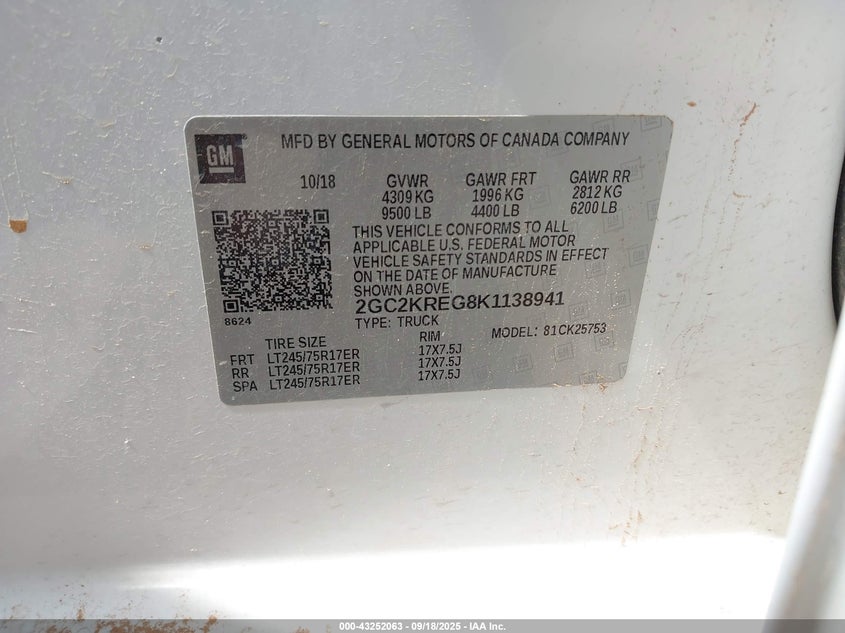 GM
MFD BY GENERAL MOTORS OF CANADA COMPANY
10/18 GVWR GAWR FRT GAWR RR
4309 KG 1996 KG 2812 KG
9500 LB 4400 LB 6200 LB
THIS VEHICLE CONFORMS TO ALL
APPLICABLE U.S. FEDERAL MOTOR
VEHICLE SAFETY STANDARDS IN EFFECT
ON THE DATE OF MANUFACTURE
SHOWN ABOVE.
8624
2GC2KREG8K1138941
TYPE: TRUCK MODEL: 81CK25753
TIRE SIZE RIM
FRT LT245/75R17ER 17X7.5J
RR LT245/75R17ER 17X7.5J
SPA LT245/75R17ER 17X7.5J
000-43252063 - 09/18/2025 - IAA Inc.